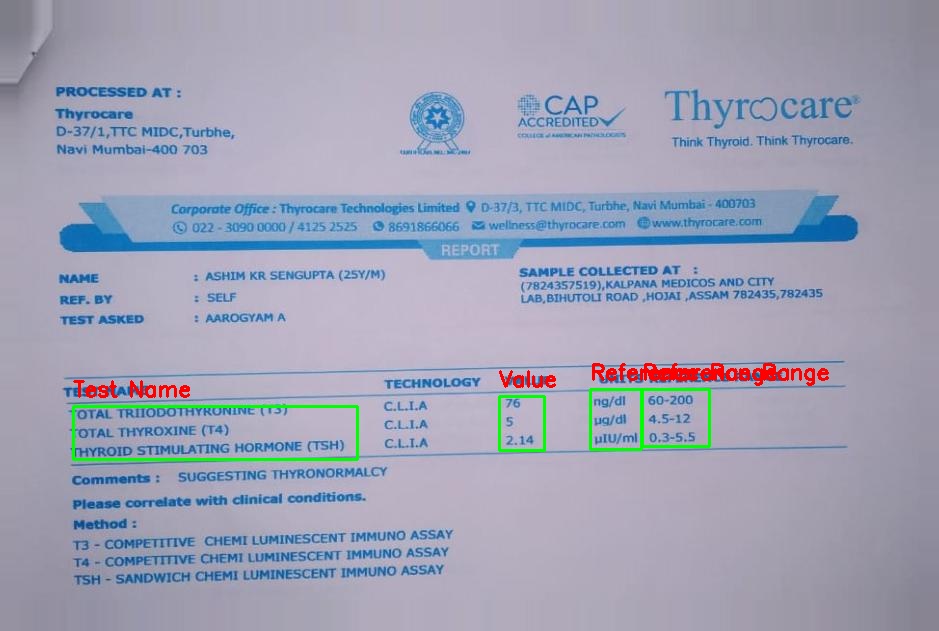 PROCESSED AT :
Thyrocare
D-37/1,TTC MIDC,Turbhe,
Navi Mumbai-400 703
CAP
ACCREDITED
COLLEGE of AMERICAN PATHOLOGISTS
Thyrocare®
Think Thyroid. Think Thyrocare.
Corporate Office : Thyrocare Technologies Limited D-37/3, TTC MIDC, Turbhe, Navi Mumbai - 400703
022 - 3090 0000 / 4125 2525 8691866066 wellness@thyrocare.com www.thyrocare.com
REPORT
NAME : ASHIM KR SENGUPTA (25Y/M)
REF. BY : SELF
TEST ASKED : AAROGYAM A
SAMPLE COLLECTED AT :
(7824357519),KALPANA MEDICOS AND CITY
LAB,BIHUTOLI ROAD ,HOJAI ,ASSAM 782435,782435
Test Name TECHNOLOGY Value Reference Range Reference Range
TOTAL TRIIODOTHYRONINE (T3) C.L.I.A 76 ng/dl 60-200
TOTAL THYROXINE (T4) C.L.I.A 5 µg/dl 4.5-12
THYROID STIMULATING HORMONE (TSH) C.L.I.A 2.14 µIU/ml 0.3-5.5
Comments : SUGGESTING THYRONORMALCY
Please correlate with clinical conditions.
Method :
T3 - COMPETITIVE CHEMI LUMINESCENT IMMUNO ASSAY
T4 - COMPETITIVE CHEMI LUMINESCENT IMMUNO ASSAY
TSH - SANDWICH CHEMI LUMINESCENT IMMUNO ASSAY